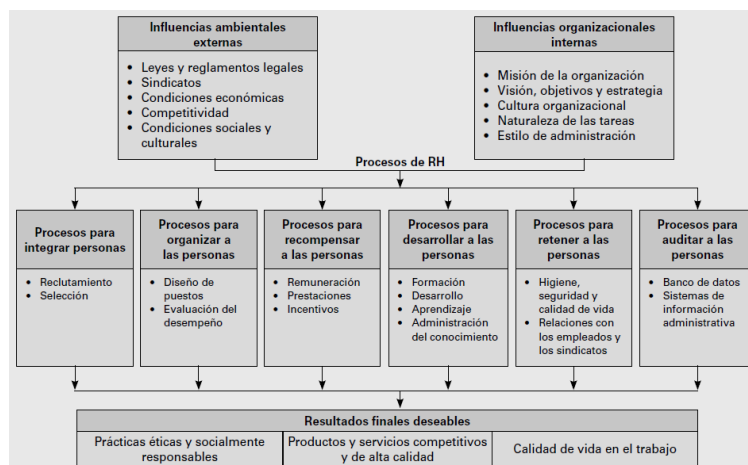 Influencias ambientales
externas
• Leyes y reglamentos legales
• Sindicatos
• Condiciones económicas
• Competitividad
• Condiciones sociales y
culturales
Influencias organizacionales
internas
• Misión de la organización
• Visión, objetivos y estrategia
• Cultura organizacional
• Naturaleza de las tareas
• Estilo de administración
Procesos de RH
Procesos para
integrar personas
• Reclutamiento
• Selección
Procesos para
organizar a
las personas
• Diseño de
puestos
• Evaluación del
desempeño
Procesos para
recompensar
a las personas
• Remuneración
• Prestaciones
• Incentivos
Procesos para
desarrollar a las
personas
• Formación
• Desarrollo
• Aprendizaje
• Administración
del conocimiento
Procesos para
retener a las
personas
• Higiene,
seguridad y
calidad de vida
• Relaciones con
los empleados y
los sindicatos
Procesos para
auditar a las
personas
• Banco de datos
• Sistemas de
información
administrativa
Resultados finales deseables
Prácticas éticas y socialmente
responsables
Productos y servicios competitivos
y de alta calidad
Calidad de vida en el trabajo